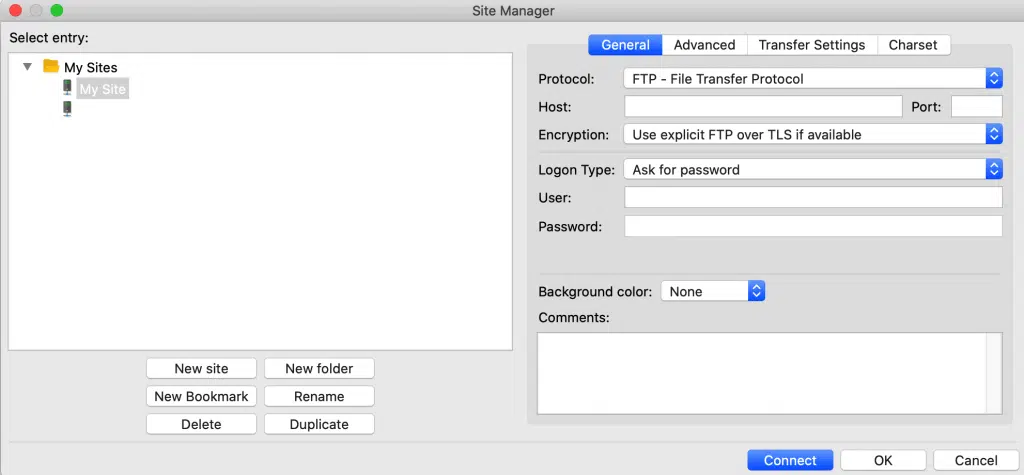 Site Manager
Select entry:
My Sites
My Site
New site
New folder
New Bookmark
Rename
Delete
Duplicate
General
Advanced
Transfer Settings
Charset
Protocol:
FTP - File Transfer Protocol
Host:
Port:
Encryption:
Use explicit FTP over TLS if available
Logon Type:
Ask for password
User:
Password:
Background color:
None
Comments:
Connect
OK
Cancel